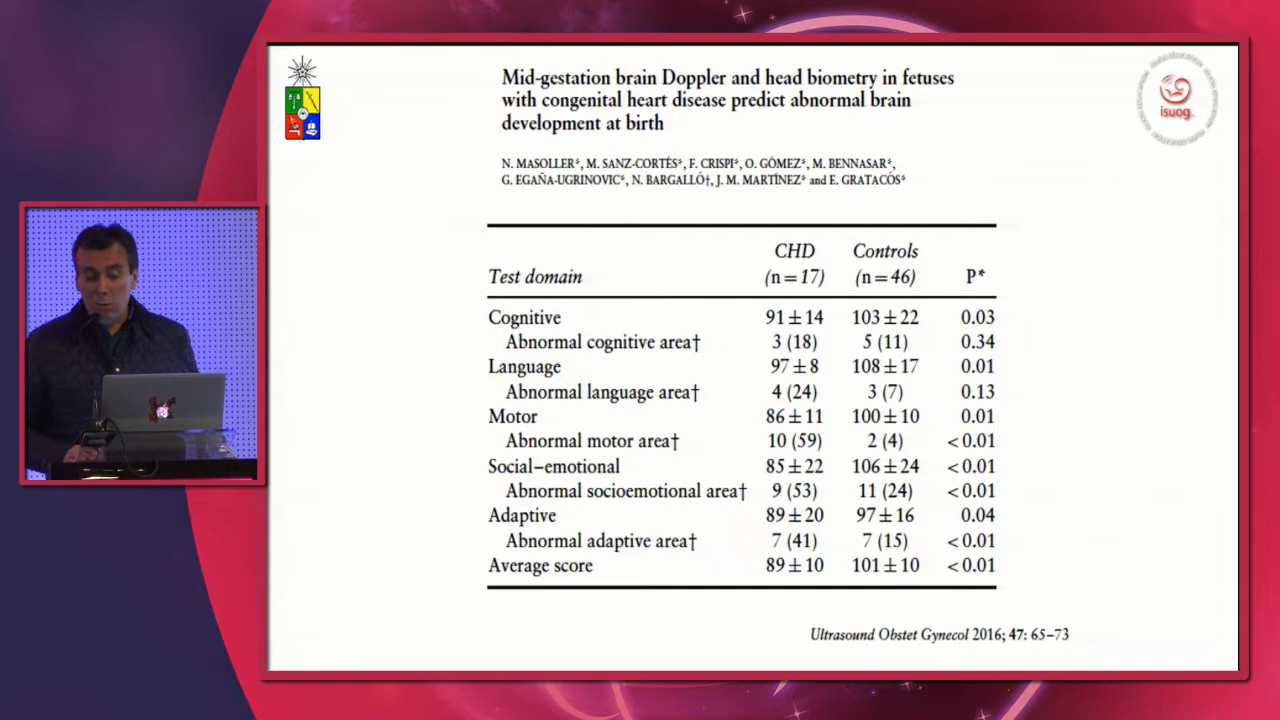 Mid-gestation brain Doppler and head biometry in fetuses
with congenital heart disease predict abnormal brain
development at birth
isuog
N. MASOLLER*, M. SANZ-CORTÉS*, F. CRISPI*, O. GÓMEZ*, M. BENNASAR*,
G. EGAÑA-UGRINOVIC*, N. BARGALLÓ†, J. M. MARTÍNEZ* and E. GRATACÓS*
CHD Controls
Test domain (n=17) (n=46) P*
Cognitive 91±14 103±22 0.03
Abnormal cognitive area† 3 (18) 5 (11) 0.34
Language 97±8 108±17 0.01
Abnormal language area† 4 (24) 3 (7) 0.13
Motor 86±11 100±10 0.01
Abnormal motor area† 10 (59) 2 (4) <0.01
Social–emotional 85±22 106±24 <0.01
Abnormal socioemotional area† 9 (53) 11 (24) <0.01
Adaptive 89±20 97±16 0.04
Abnormal adaptive area† 7 (41) 7 (15) <0.01
Average score 89±10 101±10 <0.01
Ultrasound Obstet Gynecol 2016; 47: 65–73